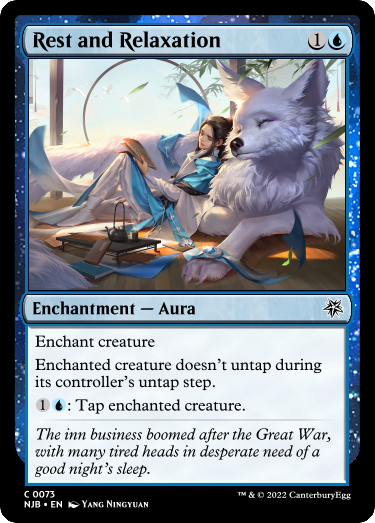 Rest and Relaxation 1
Enchantment — Aura
Enchant creature
Enchanted creature doesn't untap during
its controller's untap step.
1 : Tap enchanted creature.
The inn business boomed after the Great War,
with many tired heads in desperate need of a
good night's sleep.
C 0073
NJB • EN Yang Ningyuan
™ & © 2022 CanterburyEgg